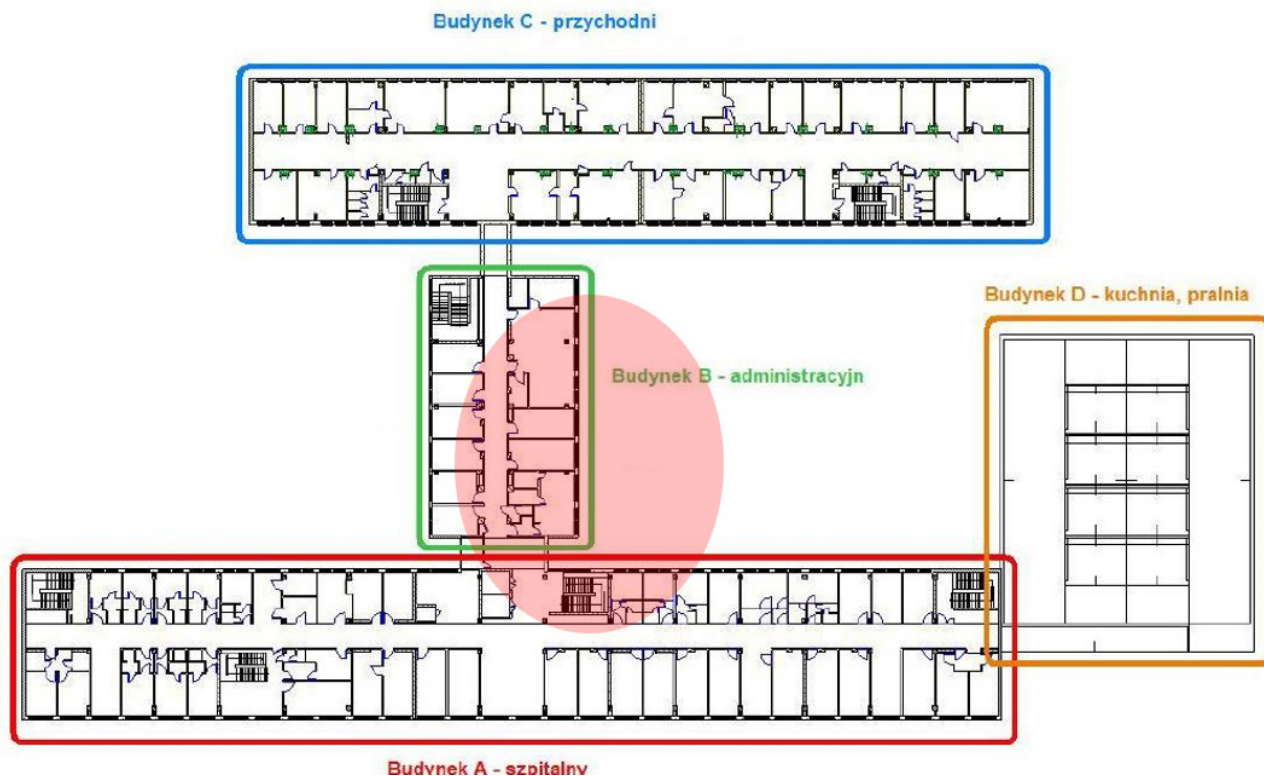 Budynek C - przychodni
Budynek D - kuchnia, pralnia
Budynek B - administracyjn
Budynek A - szpitalny